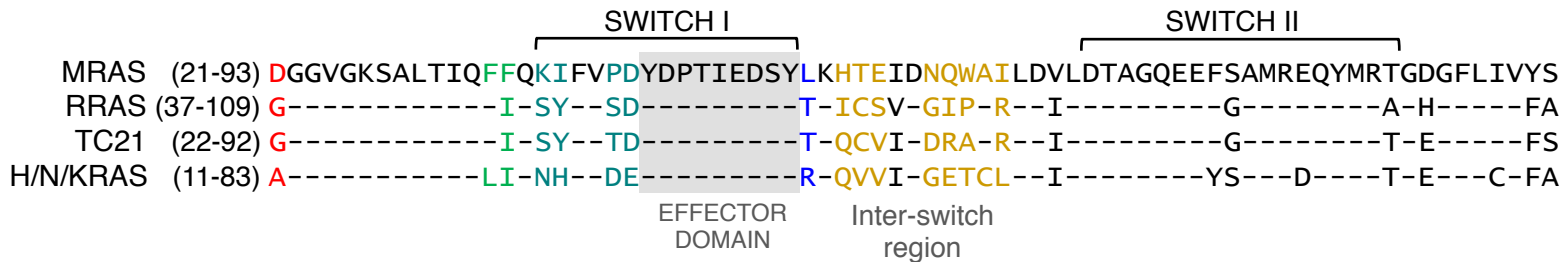 SWITCH I SWITCH II
MRAS (21-93) DGGVGKSALTIQFFQKIFVPDYDPTIEDSYLKHTEIDNQWAILDVLDTAGQEEFSAMREQYMRTGDGFLIVYS
RRAS (37-109) G------------I-SY--SD---------T-ICSV-GIP-R--I---------G--------A-H-----FA
TC21 (22-92) G------------I-SY--TD---------T-QCVI-DRA-R--I---------G--------T-E-----FS
H/N/KRAS (11-83) A-----------LI-NH--DE---------R-QVVI-GETCL--I--------YS---D----T-E---C-FA
EFFECTOR Inter-switch
DOMAIN region